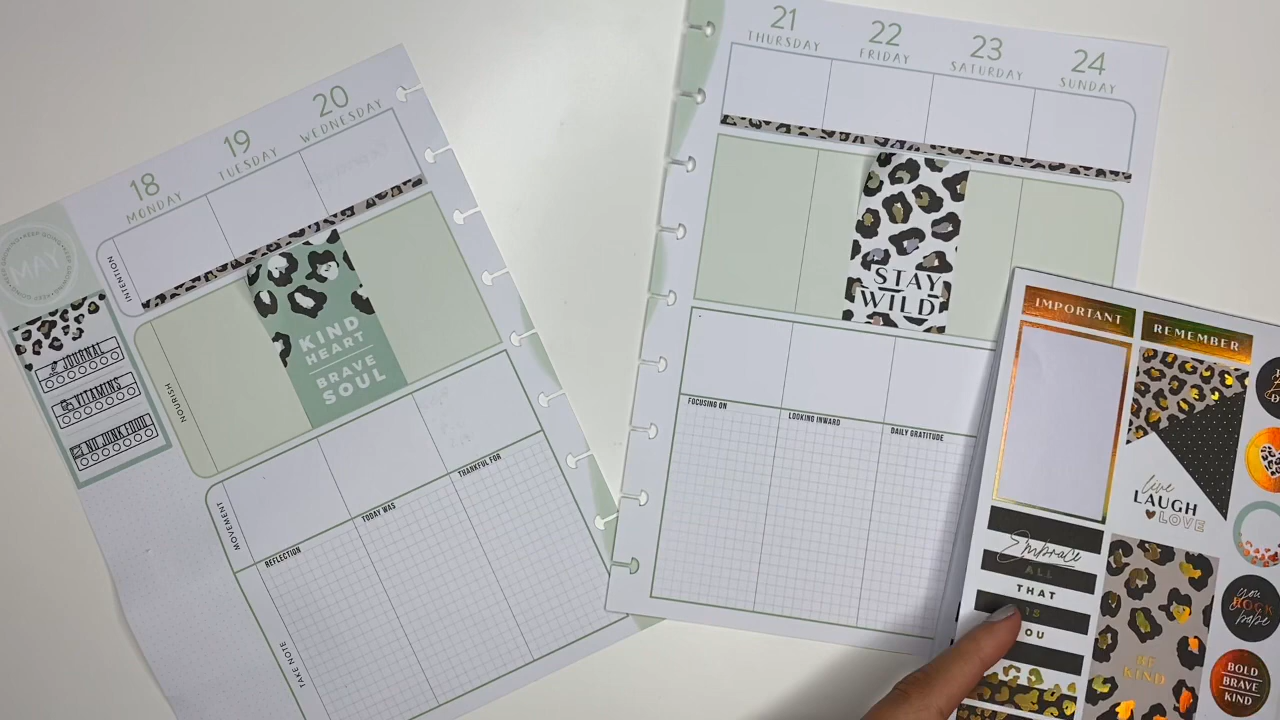 18
MONDAY
19
TUESDAY
20
WEDNESDAY
MAY
INTENTION
JOURNAL
VITAMINS
NO JUNK FOOD
NOURISH
KIND
HEART
BRAVE
SOUL
MOVEMENT
REFLECTION
TODAY WAS
THANKFUL FOR
TAKE NOTE
21
THURSDAY
22
FRIDAY
23
SATURDAY
24
SUNDAY
STAY
WILD
FOCUSING ON
LOOKING INWARD
DAILY GRATITUDE
IMPORTANT
REMEMBER
live
LAUGH
LOVE
Embrace
ALL
THAT
BE
KIND
you
ROCK
babe
BOLD
BRAVE
KIND